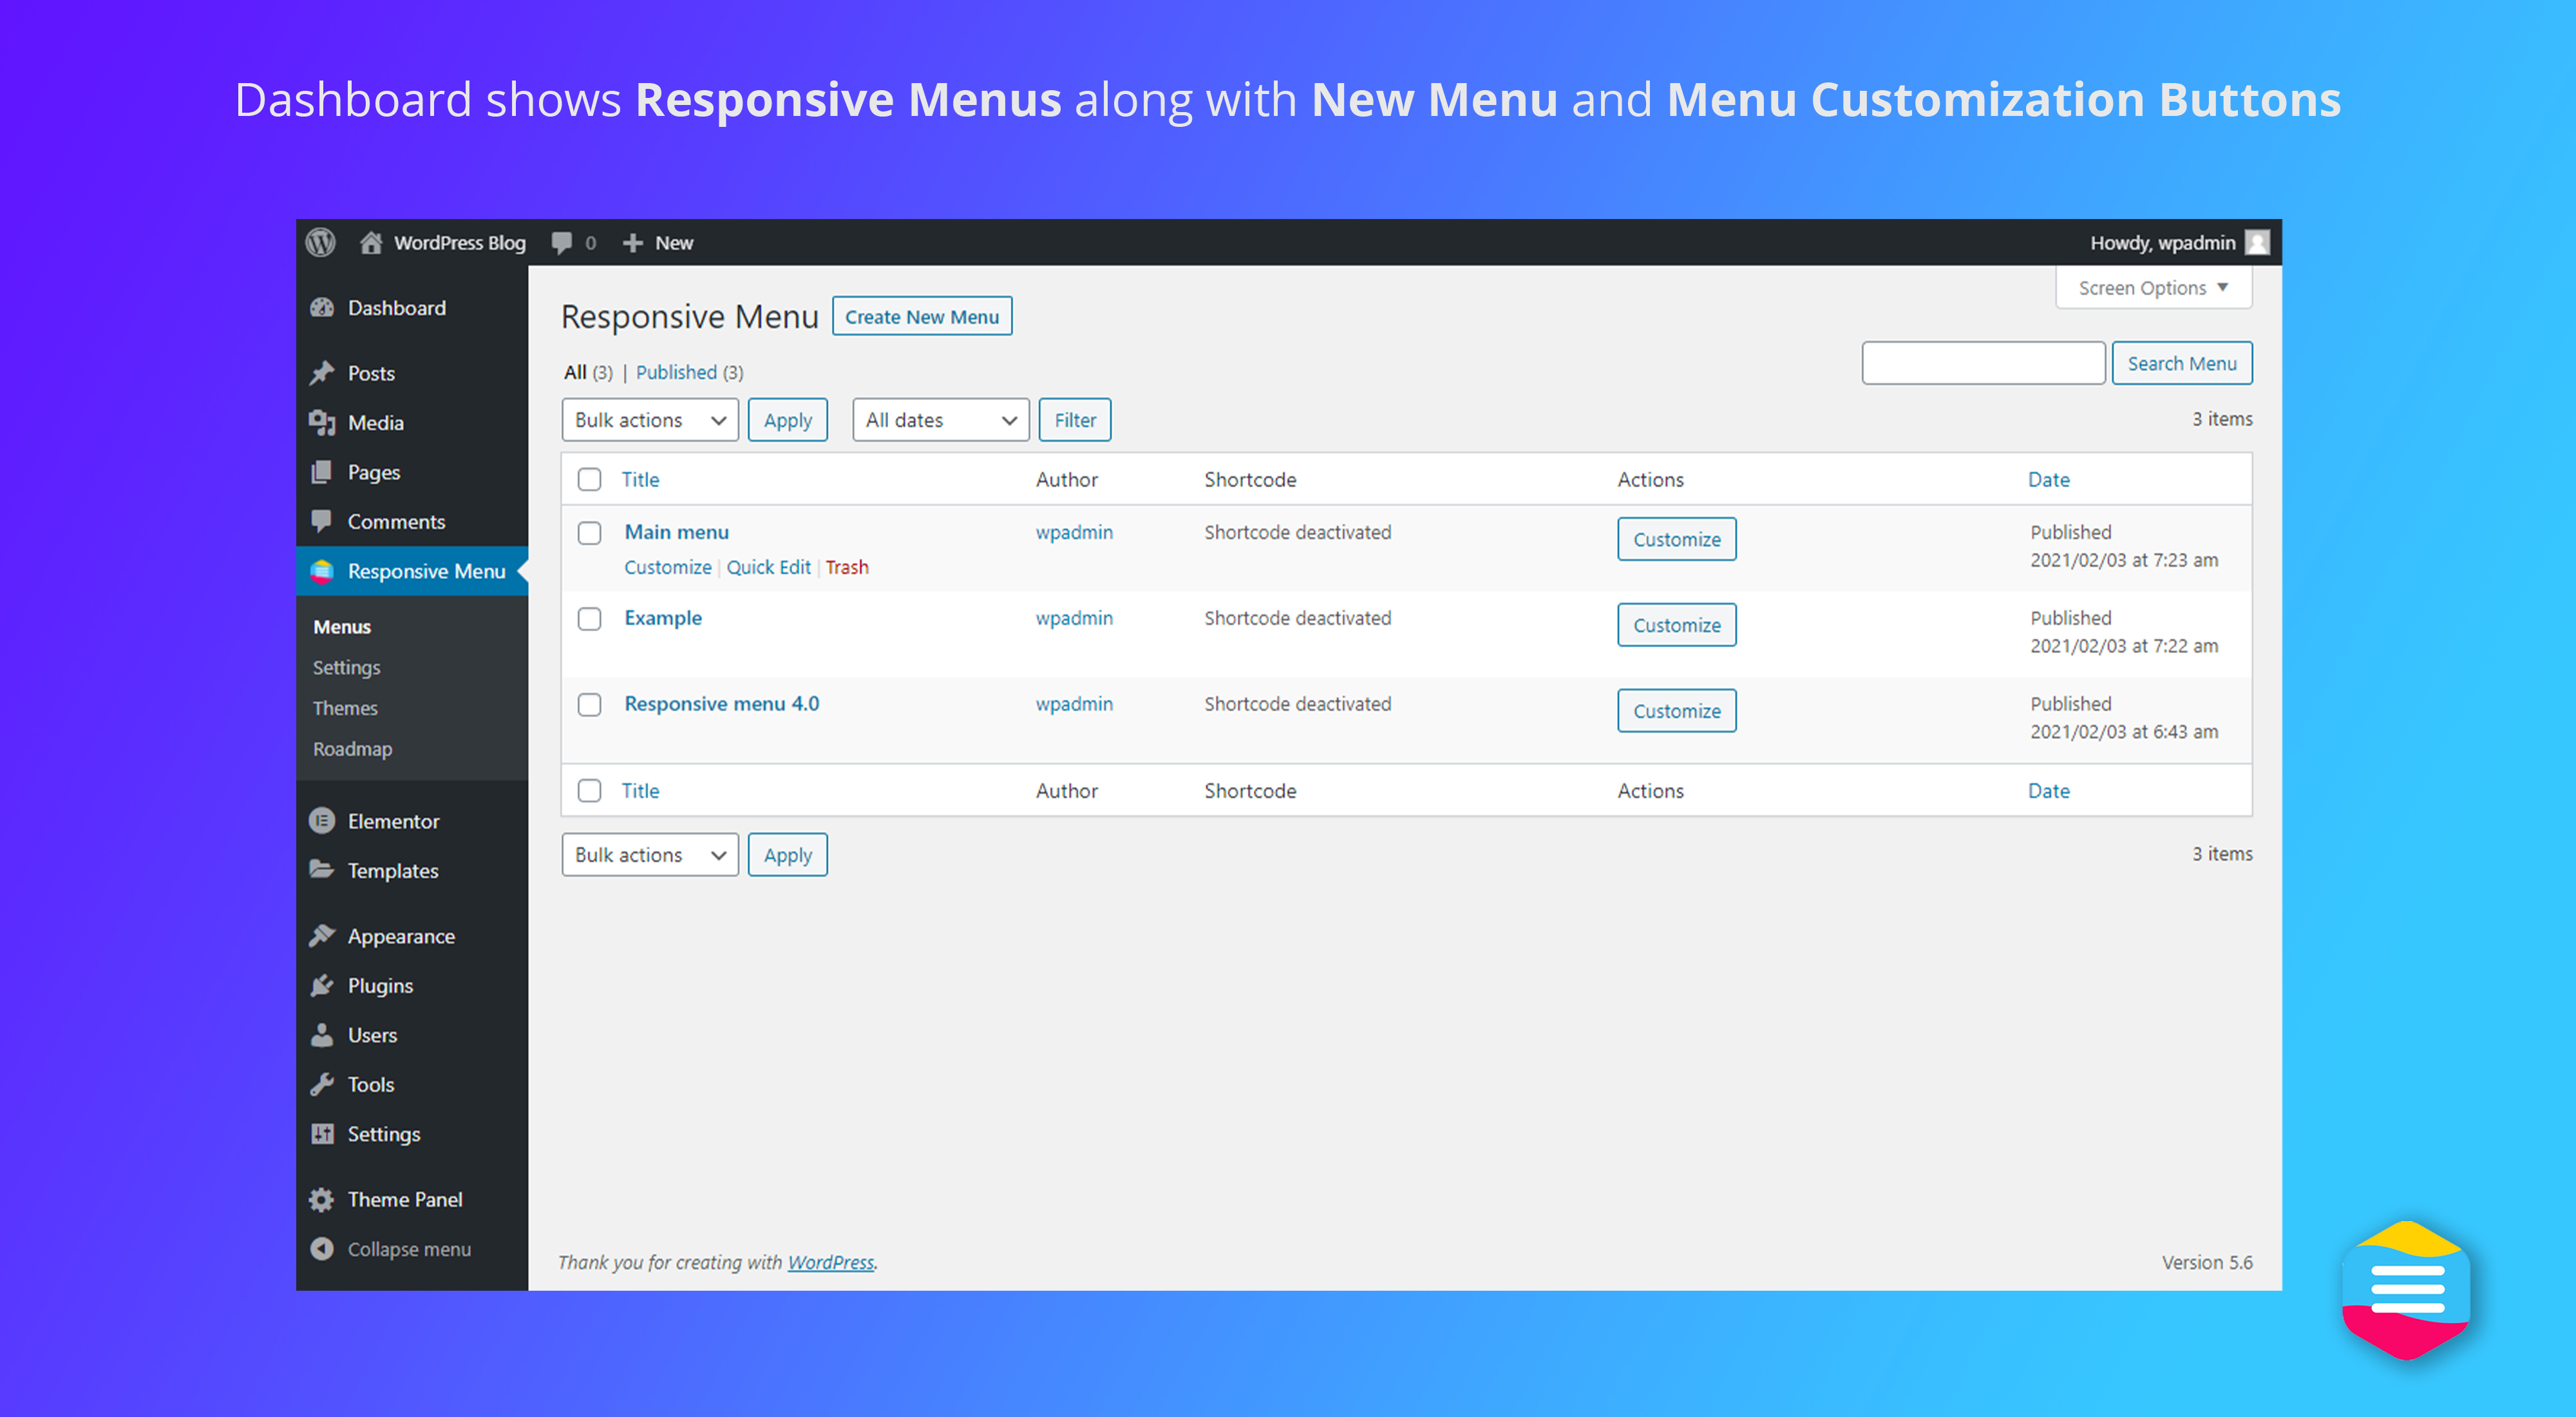 Dashboard shows Responsive Menus along with New Menu and Menu Customization Buttons
WordPress Blog 0 New Howdy, wpadmin
Screen Options
Dashboard
Posts
Media
Pages
Comments
Responsive Menu
Menus
Settings
Themes
Roadmap
Elementor
Templates
Appearance
Plugins
Users
Tools
Settings
Theme Panel
Collapse menu
Responsive Menu Create New Menu
All (3) | Published (3)
Search Menu
Bulk actions Apply All dates Filter 3 items
Title Author Shortcode Actions Date
Main menu wpadmin Shortcode deactivated Customize Published
Customize | Quick Edit | Trash 2021/02/03 at 7:23 am
Example wpadmin Shortcode deactivated Customize Published
2021/02/03 at 7:22 am
Responsive menu 4.0 wpadmin Shortcode deactivated Customize Published
2021/02/03 at 6:43 am
Title Author Shortcode Actions Date
Bulk actions Apply 3 items
Thank you for creating with WordPress. Version 5.6